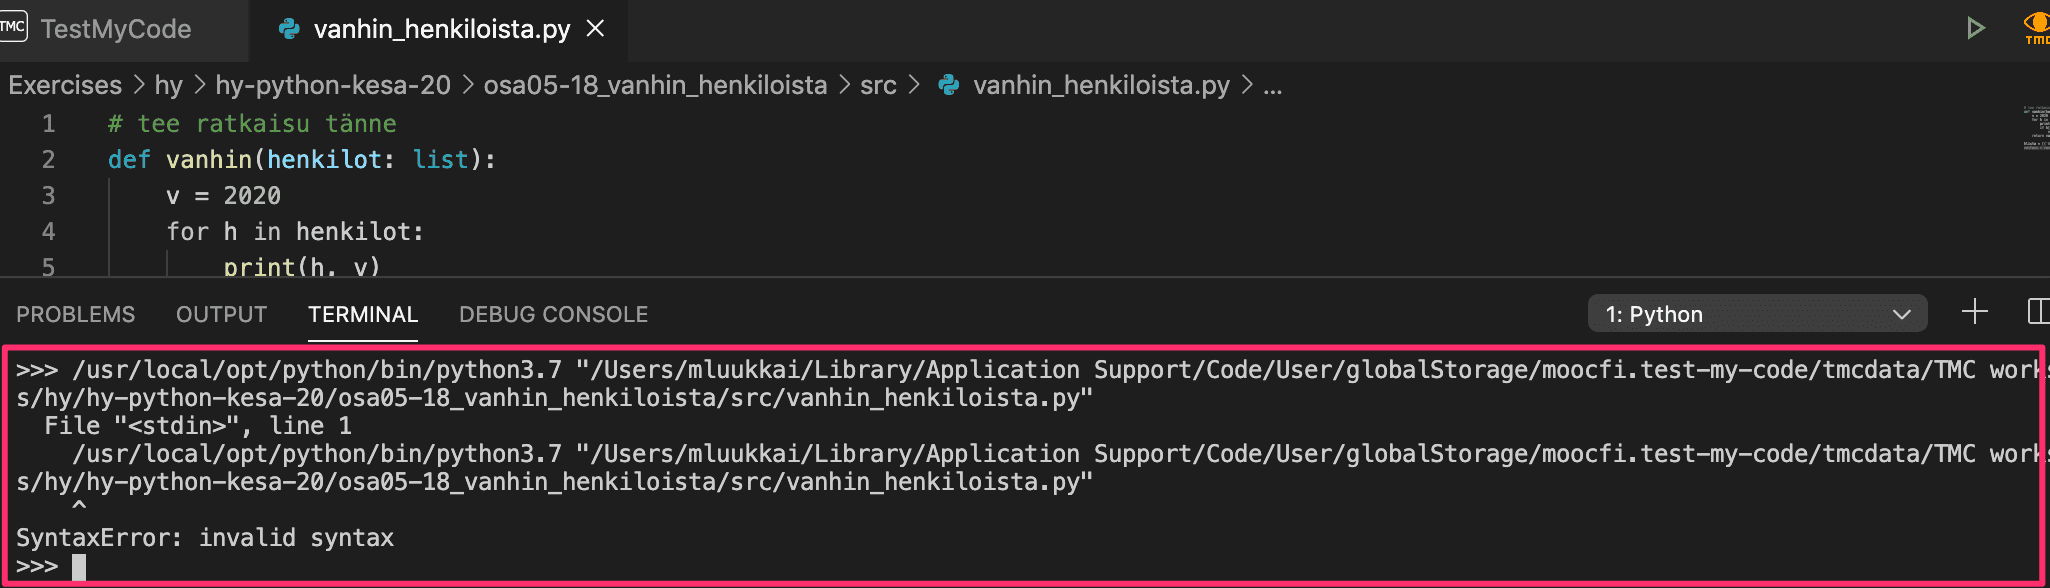 TMC TestMyCode vanhin_henkiloista.py
TMC
Exercises > hy > hy-python-kesa-20 > osa05-18_vanhin_henkiloista > src > vanhin_henkiloista.py > ...
1 # tee ratkaisu tänne
2 def vanhin(henkilot: list):
3 v = 2020
4 for h in henkilot:
5 print(h, v)
PROBLEMS OUTPUT TERMINAL DEBUG CONSOLE 1: Python
>>> /usr/local/opt/python/bin/python3.7 "/Users/mluukkai/Library/Application Support/Code/User/globalStorage/moocfi.test-my-code/tmcdata/TMC work
s/hy/hy-python-kesa-20/osa05-18_vanhin_henkiloista/src/vanhin_henkiloista.py"
File "<stdin>", line 1
/usr/local/opt/python/bin/python3.7 "/Users/mluukkai/Library/Application Support/Code/User/globalStorage/moocfi.test-my-code/tmcdata/TMC work
s/hy/hy-python-kesa-20/osa05-18_vanhin_henkiloista/src/vanhin_henkiloista.py"
^
SyntaxError: invalid syntax
>>>